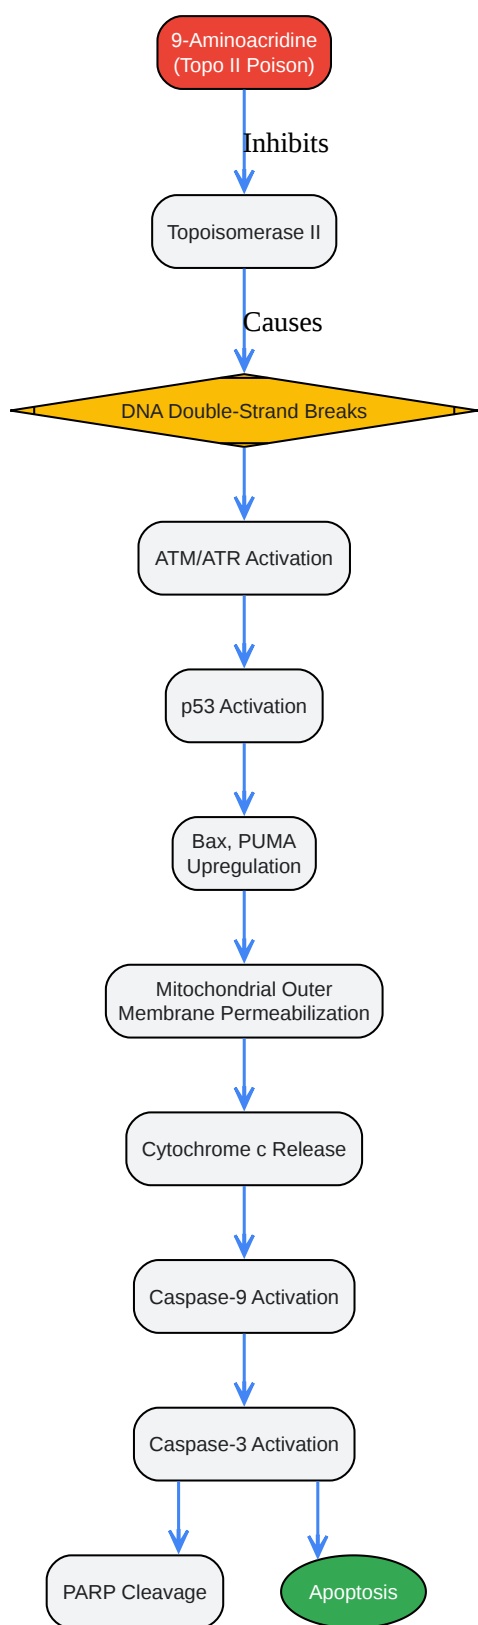 9-Aminoacridine
(Topo II Poison)
Inhibits
Topoisomerase II
Causes
DNA Double-Strand Breaks
ATM/ATR Activation
p53 Activation
Bax, PUMA
Upregulation
Mitochondrial Outer
Membrane Permeabilization
Cytochrome c Release
Caspase-9 Activation
Caspase-3 Activation
PARP Cleavage
Apoptosis